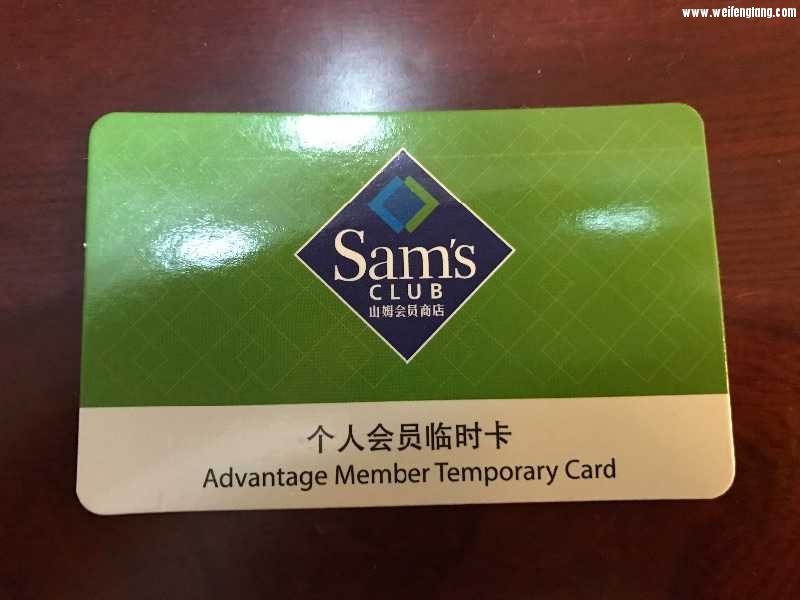 www.weifengtang.com
Sam's
CLUB
山姆会员商店
个人会员临时卡
Advantage Member Temporary Card